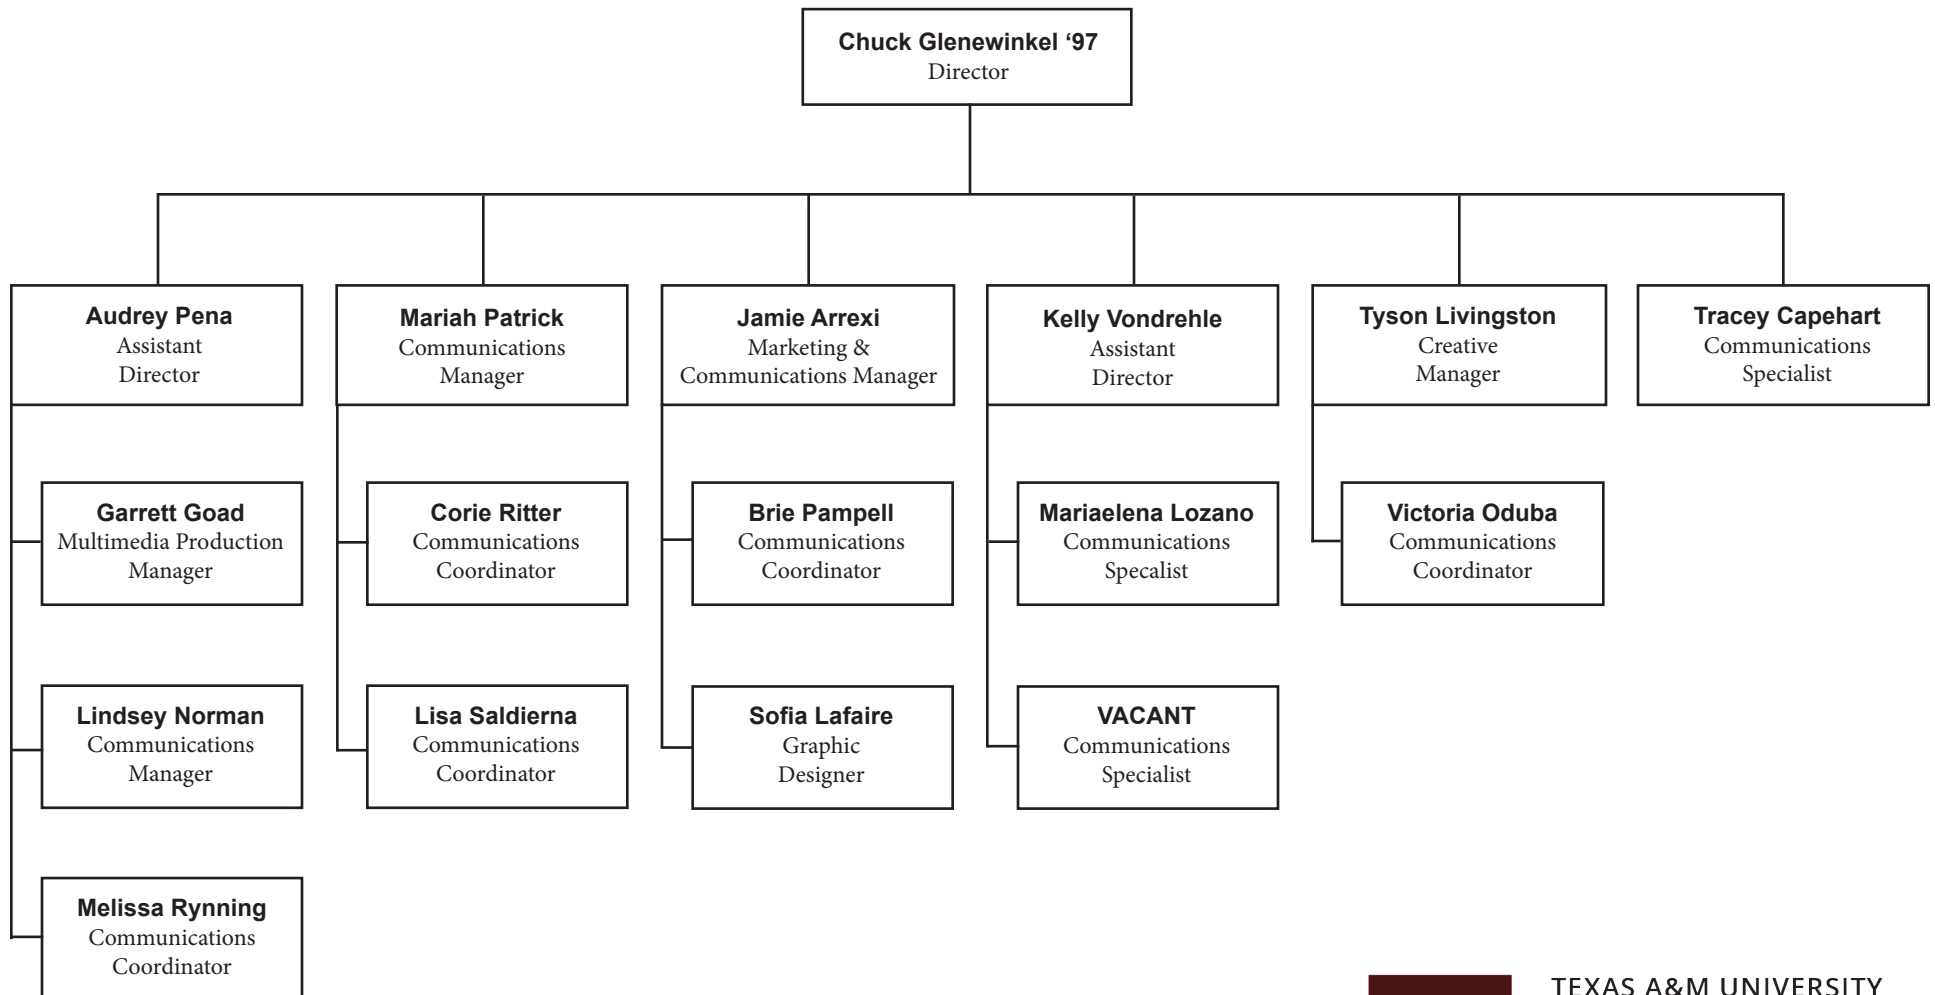 Chuck Glenewinkel ‘97
Director
Audrey Pena
Assistant
Director
Mariah Patrick
Communications
Manager
Jamie Arrexi
Marketing &
Communications Manager
Kelly Vondrehle
Assistant
Director
Tyson Livingston
Creative
Manager
Tracey Capehart
Communications
Specialist
Garrett Goad
Multimedia Production
Manager
Corie Ritter
Communications
Coordinator
Brie Pampell
Communications
Coordinator
Mariaelena Lozano
Communications
Specalist
Victoria Oduba
Communications
Coordinator
Lindsey Norman
Communications
Manager
Lisa Saldierna
Communications
Coordinator
Sofia Lafaire
Graphic
Designer
VACANT
Communications
Specialist
Melissa Rynning
Communications
Coordinator
TEXAS A&M UNIVERSITY